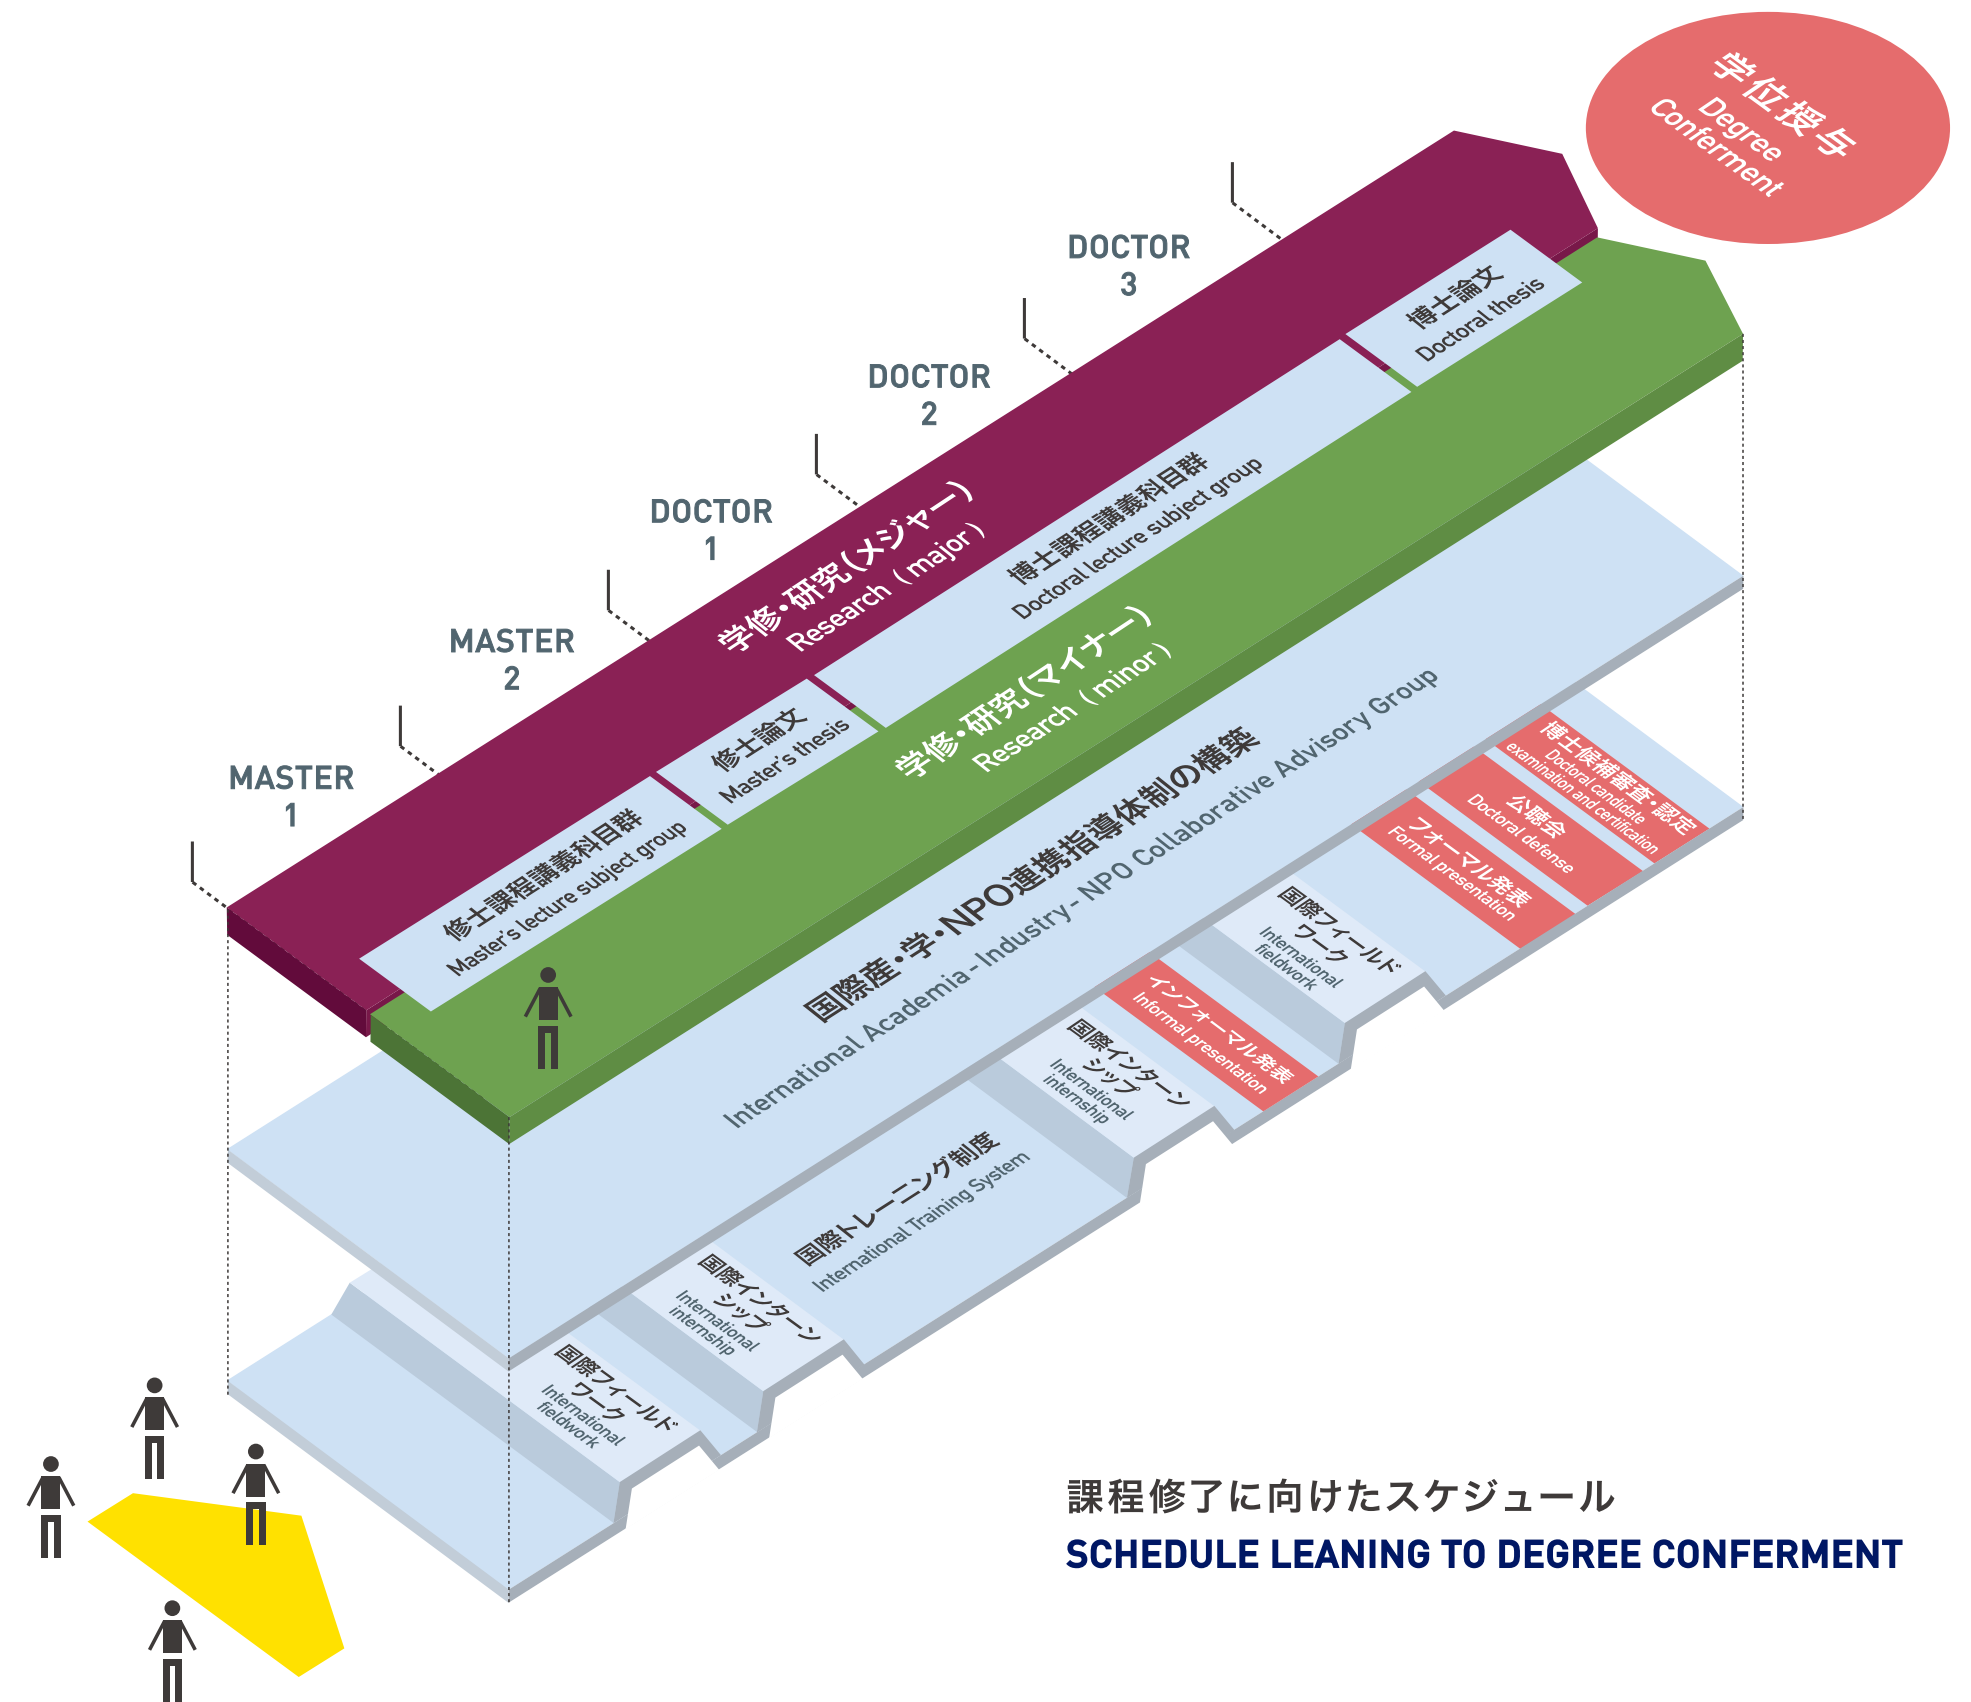 学位授与
Degree
Conferment
DOCTOR
3
DOCTOR
2
DOCTOR
1
MASTER
2
MASTER
1
学修・研究(メジャー)
Research (major)
博士論文
Doctoral thesis
博士課程講義科目群
Doctoral lecture subject group
修士論文
Master's thesis
修士課程講義科目群
Master's lecture subject group
学修・研究(マイナー)
Research (minor)
国際産・学・NPO連携指導体制の構築
International Academia - Industry - NPO Collaborative Advisory Group
博士候補審査・認定
Doctoral candidate
examination and certification
公聴会
Doctoral defense
フォーマル発表
Formal presentation
国際フィールド
ワーク
International
fieldwork
インフォーマル発表
Informal presentation
国際インターン
シップ
International
internship
国際トレーニング制度
International Training System
国際インターン
シップ
International
internship
国際フィールド
ワーク
International
fieldwork
課程修了に向けたスケジュール
SCHEDULE LEANING TO DEGREE CONFERMENT